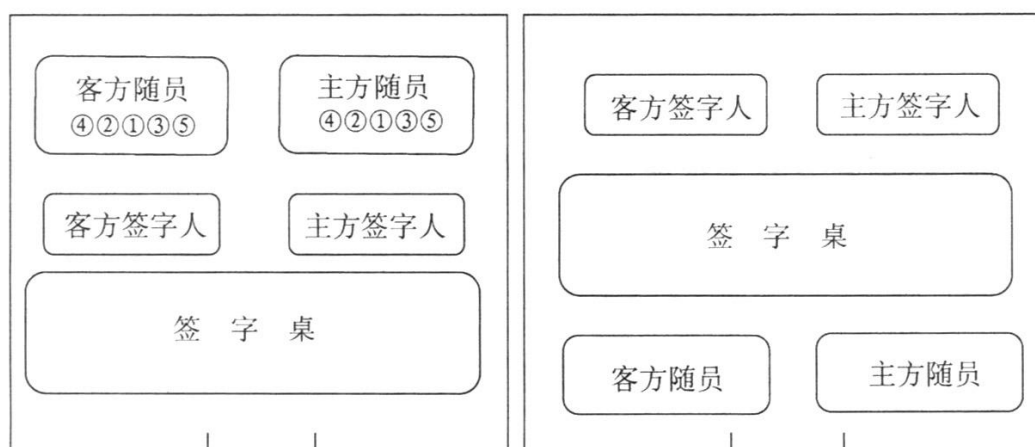 客方随员
④②①③⑤
主方随员
④②①③⑤
客方签字人
主方签字人
签 字 桌
客方签字人
主方签字人
签 字 桌
客方随员
主方随员